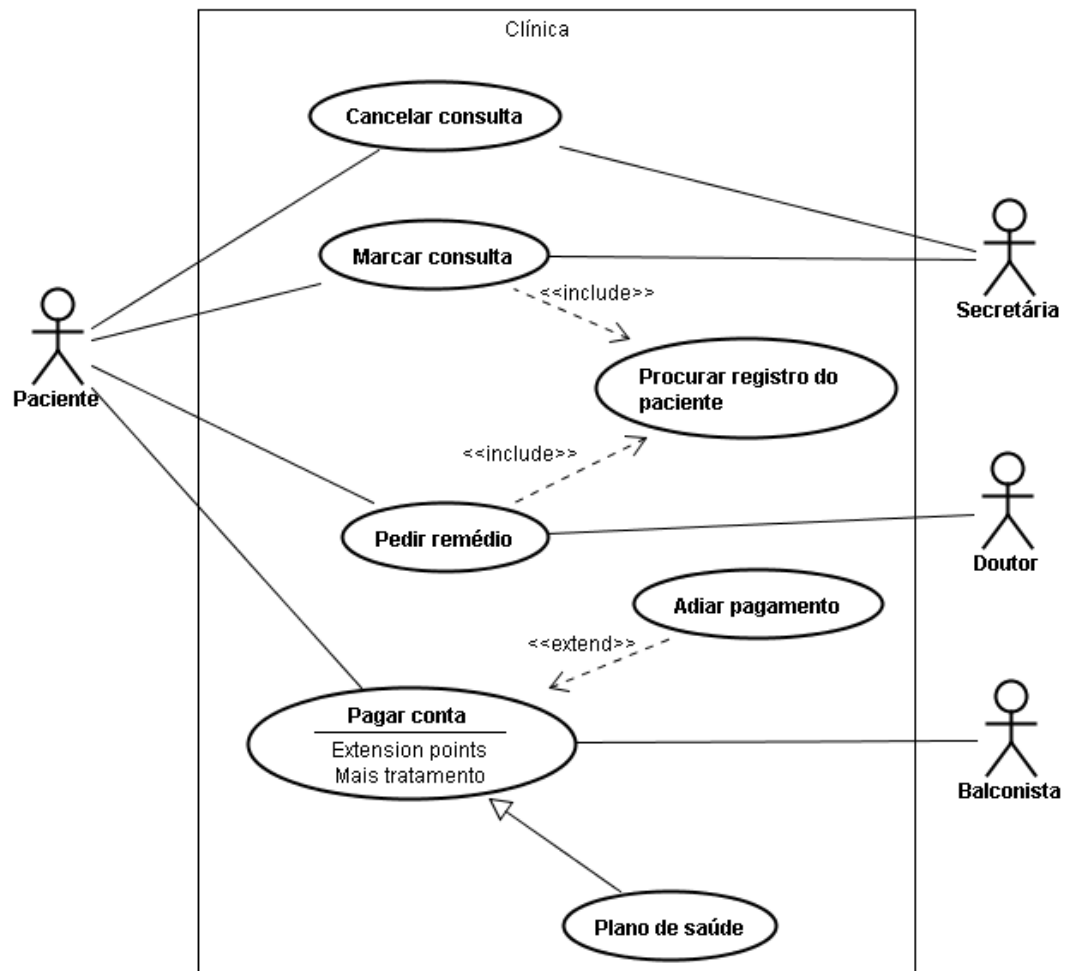 Clínica
Cancelar consulta
Marcar consulta
<<include>>
Secretária
Procurar registro do
paciente
Paciente
<<include>>
Pedir remédio
Doutor
Adiar pagamento
<<extend>>
Pagar conta
Extension points
Mais tratamento
Balconista
Plano de saúde